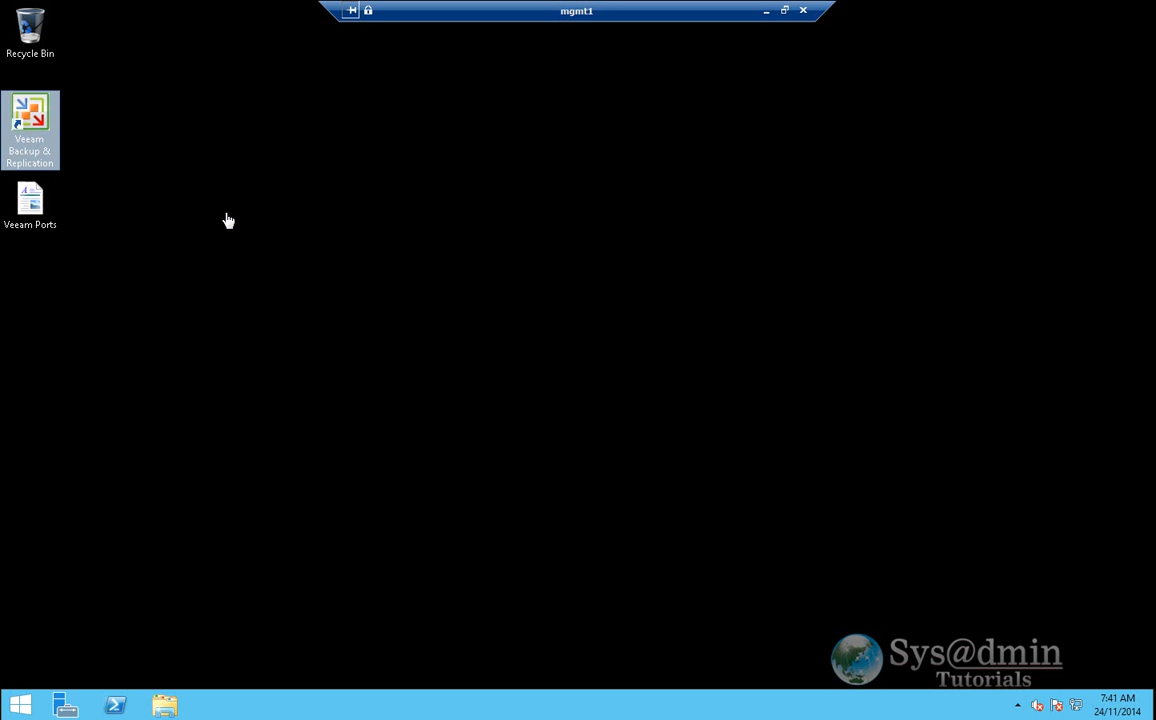 mgmt1
Recycle Bin
Veeam
Backup &
Replication
Veeam Ports
Sys@dmin
Tutorials
7:41 AM
24/11/2014